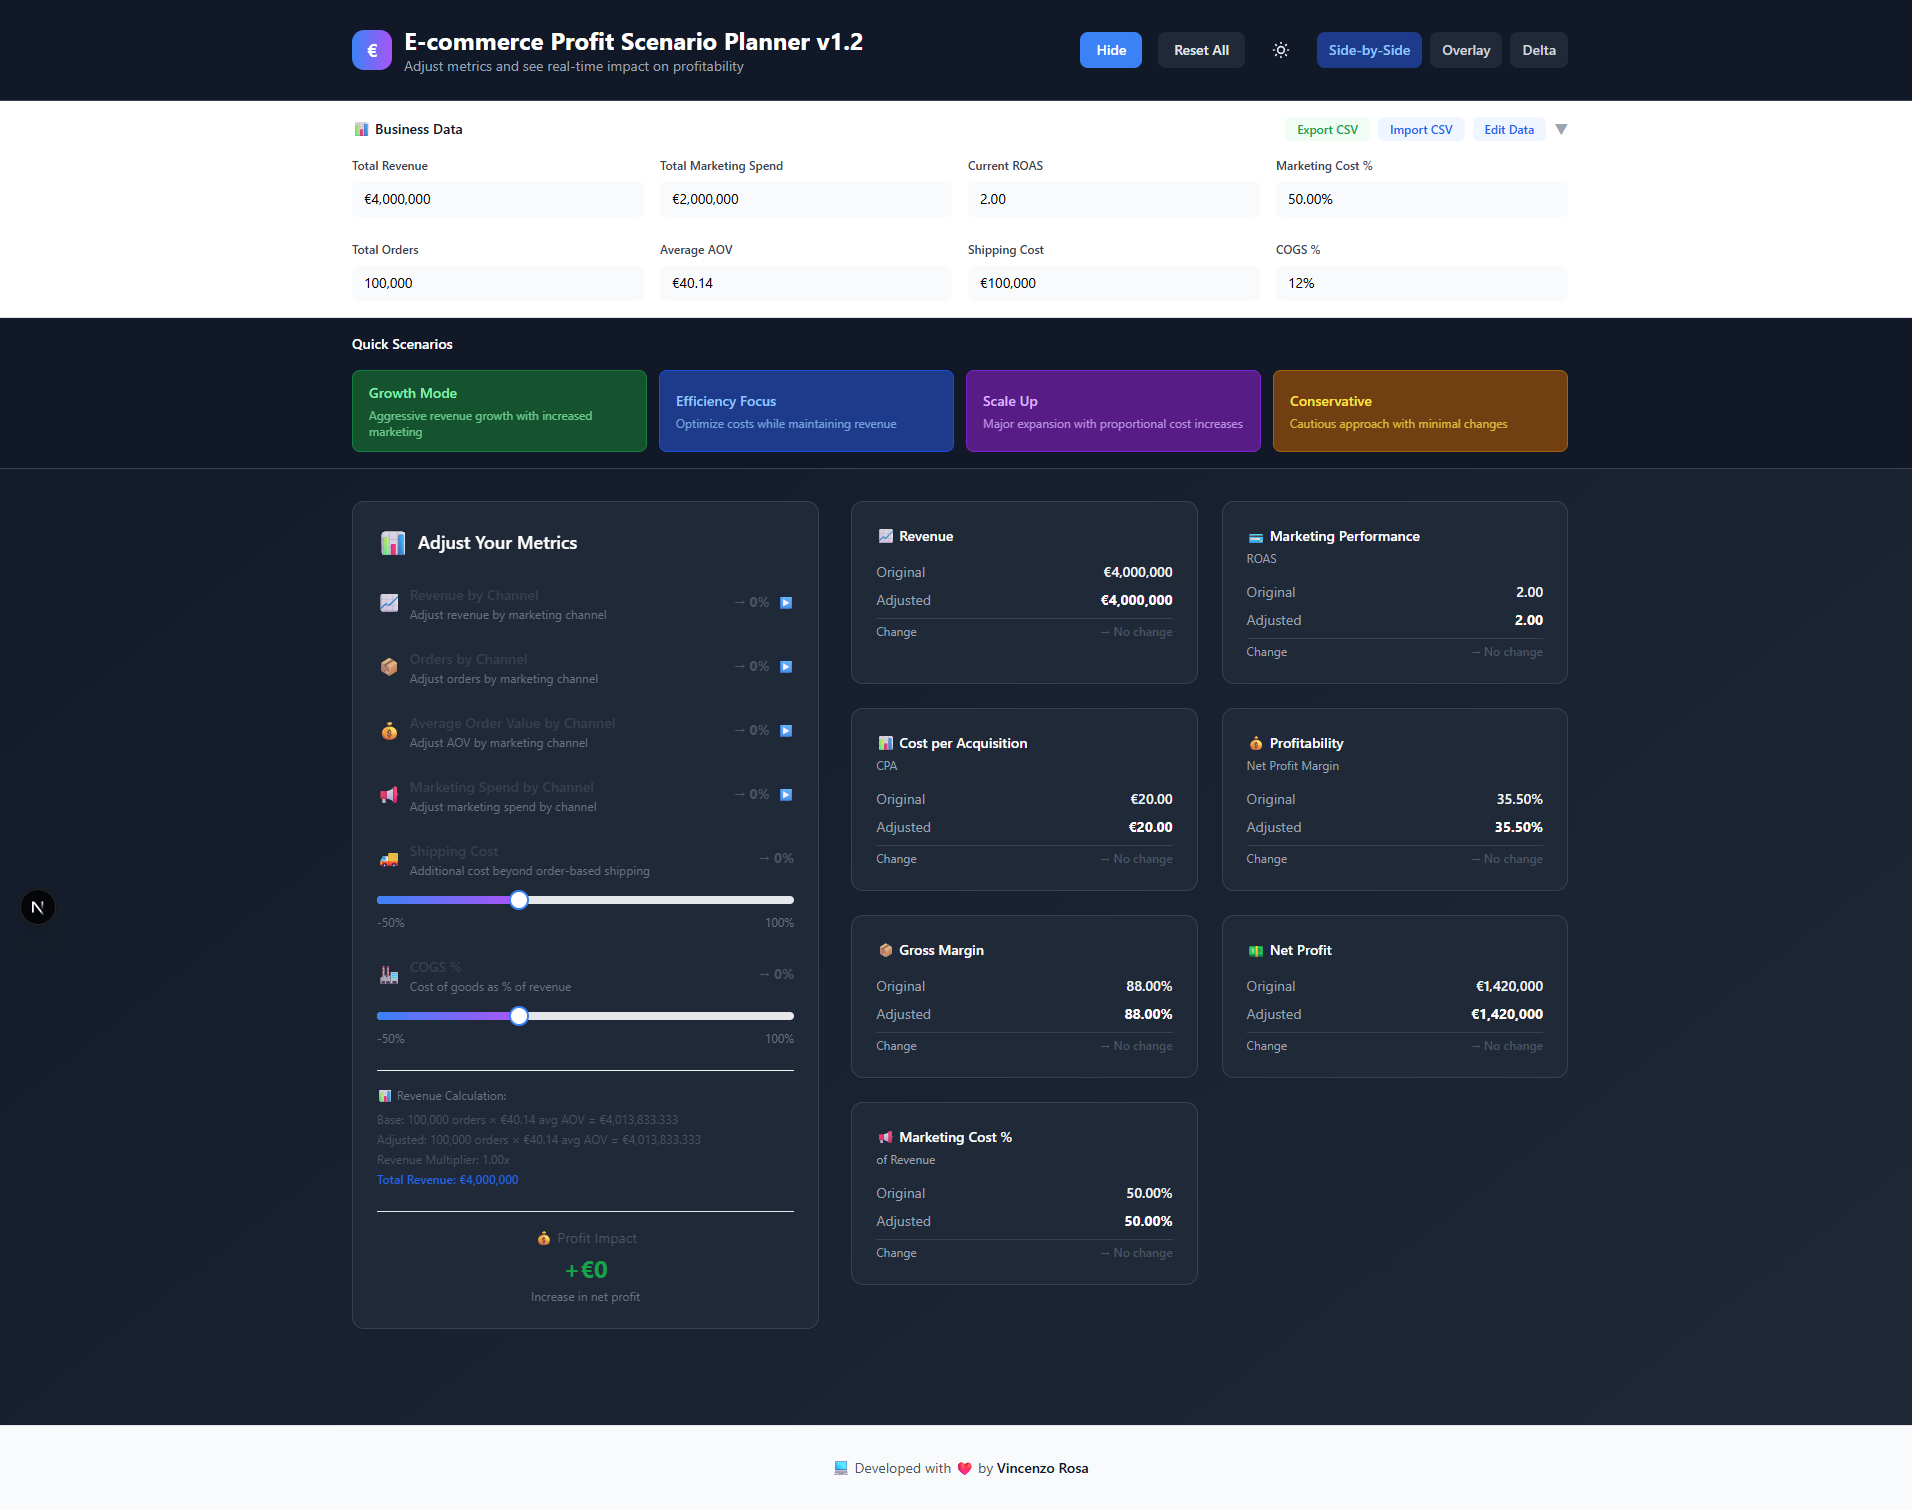 €
E-commerce Profit Scenario Planner v1.2
Adjust metrics and see real-time impact on profitability
Hide
Reset All
Side-by-Side
Overlay
Delta
Business Data
Export CSV
Import CSV
Edit Data
Total Revenue
€4,000,000
Total Marketing Spend
€2,000,000
Current ROAS
2.00
Marketing Cost %
50.00%
Total Orders
100,000
Average AOV
€40.14
Shipping Cost
€100,000
COGS %
12%
Quick Scenarios
Growth Mode
Aggressive revenue growth with increased
marketing
Efficiency Focus
Optimize costs while maintaining revenue
Scale Up
Major expansion with proportional cost increases
Conservative
Cautious approach with minimal changes
Adjust Your Metrics
Revenue by Channel
Adjust revenue by marketing channel
→ 0%
Orders by Channel
Adjust orders by marketing channel
→ 0%
Average Order Value by Channel
Adjust AOV by marketing channel
→ 0%
Marketing Spend by Channel
Adjust marketing spend by channel
→ 0%
Shipping Cost
Additional cost beyond order-based shipping
→ 0%
-50%
100%
COGS %
Cost of goods as % of revenue
→ 0%
-50%
100%
Revenue Calculation:
Base: 100,000 orders × €40.14 avg AOV = €4,013,833.333
Adjusted: 100,000 orders × €40.14 avg AOV = €4,013,833.333
Revenue Multiplier: 1.00x
Total Revenue: €4,000,000
Profit Impact
+€0
Increase in net profit
Revenue
Original €4,000,000
Adjusted €4,000,000
Change → No change
Marketing Performance
ROAS
Original 2.00
Adjusted 2.00
Change → No change
Cost per Acquisition
CPA
Original €20.00
Adjusted €20.00
Change → No change
Profitability
Net Profit Margin
Original 35.50%
Adjusted 35.50%
Change → No change
Gross Margin
Original 88.00%
Adjusted 88.00%
Change → No change
Net Profit
Original €1,420,000
Adjusted €1,420,000
Change → No change
Marketing Cost %
of Revenue
Original 50.00%
Adjusted 50.00%
Change → No change
N
Developed with ❤️ by Vincenzo Rosa